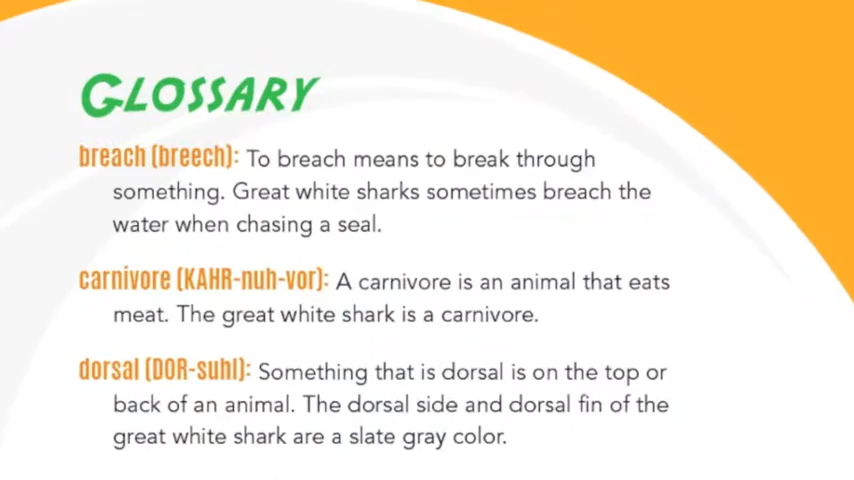 GLOSSARY
breach (breech): To breach means to break through
something. Great white sharks sometimes breach the
water when chasing a seal.
carnivore (KAHR-nuh-vor): A carnivore is an animal that eats
meat. The great white shark is a carnivore.
dorsal (DOR-suhl): Something that is dorsal is on the top or
back of an animal. The dorsal side and dorsal fin of the
great white shark are a slate gray color.